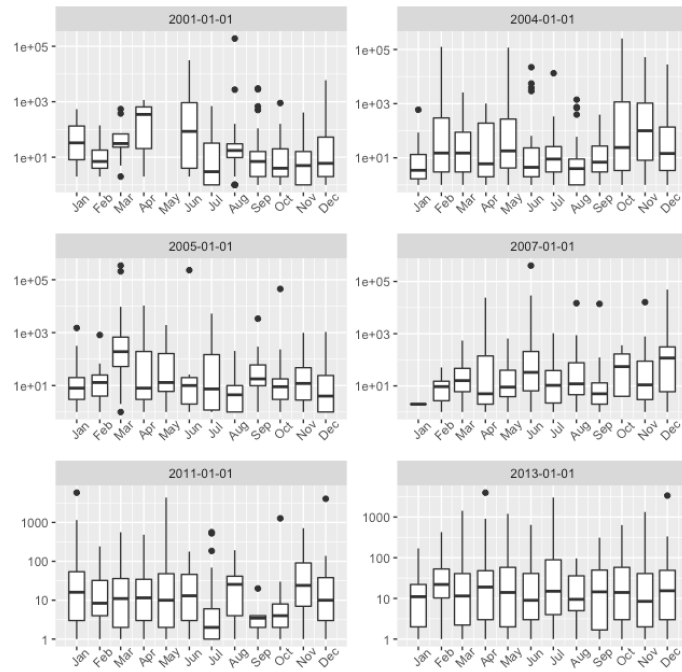 2001-01-01 2004-01-01
1e+05 1e+05
1e+03 1e+03
1e+01 1e+01
Jan Feb Mar Apr May Jun Jul Aug Sep Oct Nov Dec Jan Feb Mar Apr May Jun Jul Aug Sep Oct Nov Dec
2005-01-01 2007-01-01
1e+05 1e+05
1e+03 1e+03
1e+01 1e+01
Jan Feb Mar Apr May Jun Jul Aug Sep Oct Nov Dec Jan Feb Mar Apr May Jun Jul Aug Sep Oct Nov Dec
2011-01-01 2013-01-01
1000 1000
100 100
10 10
1 1
Jan Feb Mar Apr May Jun Jul Aug Sep Oct Nov Dec Jan Feb Mar Apr May Jun Jul Aug Sep Oct Nov Dec